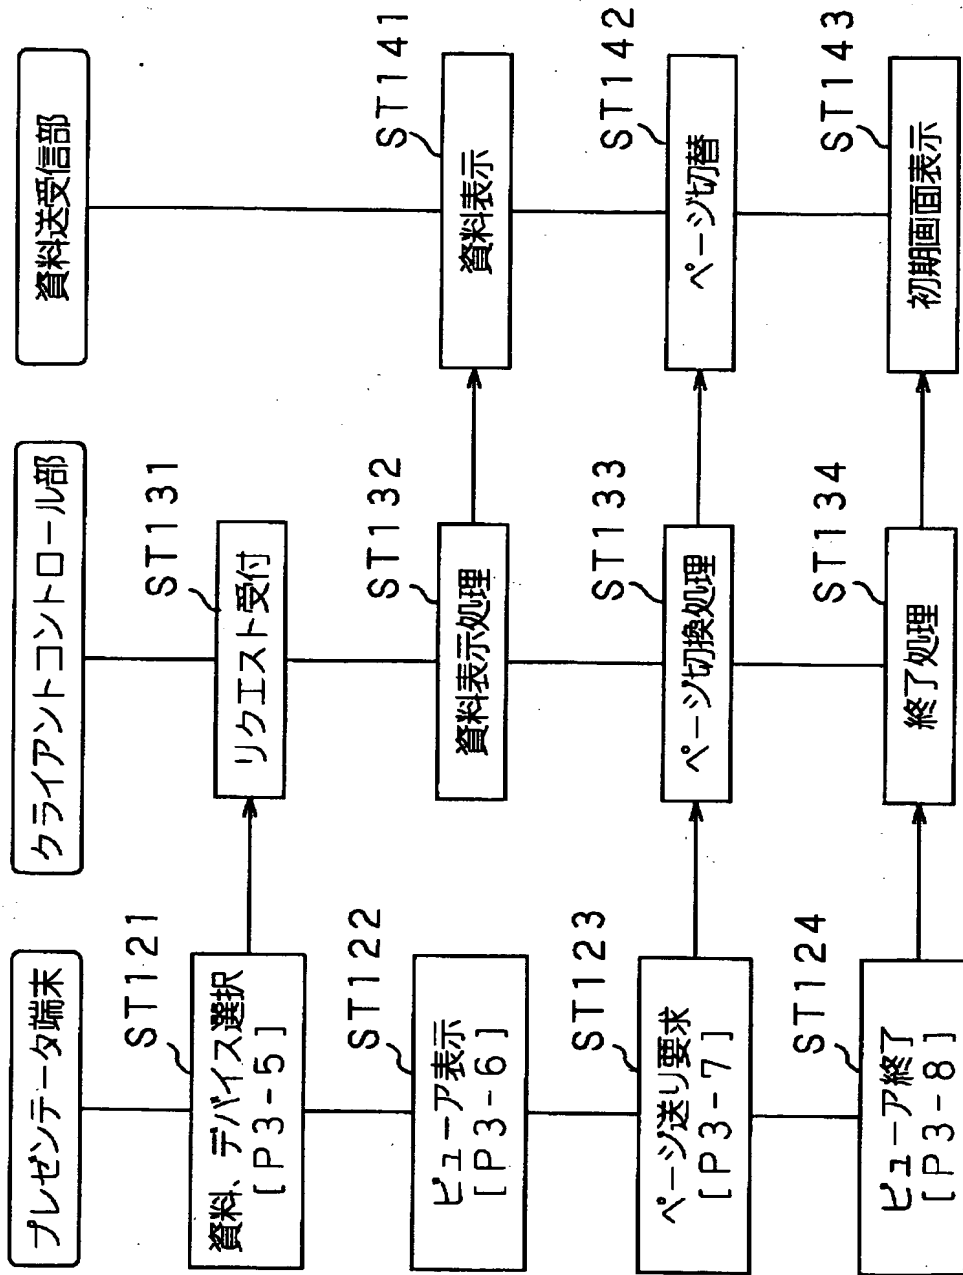 プレゼンテータ端末
クライアントコントロール部
資料送受信部
ST121
資料、デバイス選択
[P3-5]
ST131
リクエスト受付
ST122
ビューア表示
[P3-6]
ST132
資料表示処理
ST141
資料表示
ST123
ページ送り要求
[P3-7]
ST133
ページ切換処理
ST142
ページ切替
ST124
ビューア終了
[P3-8]
ST134
終了処理
ST143
初期画面表示